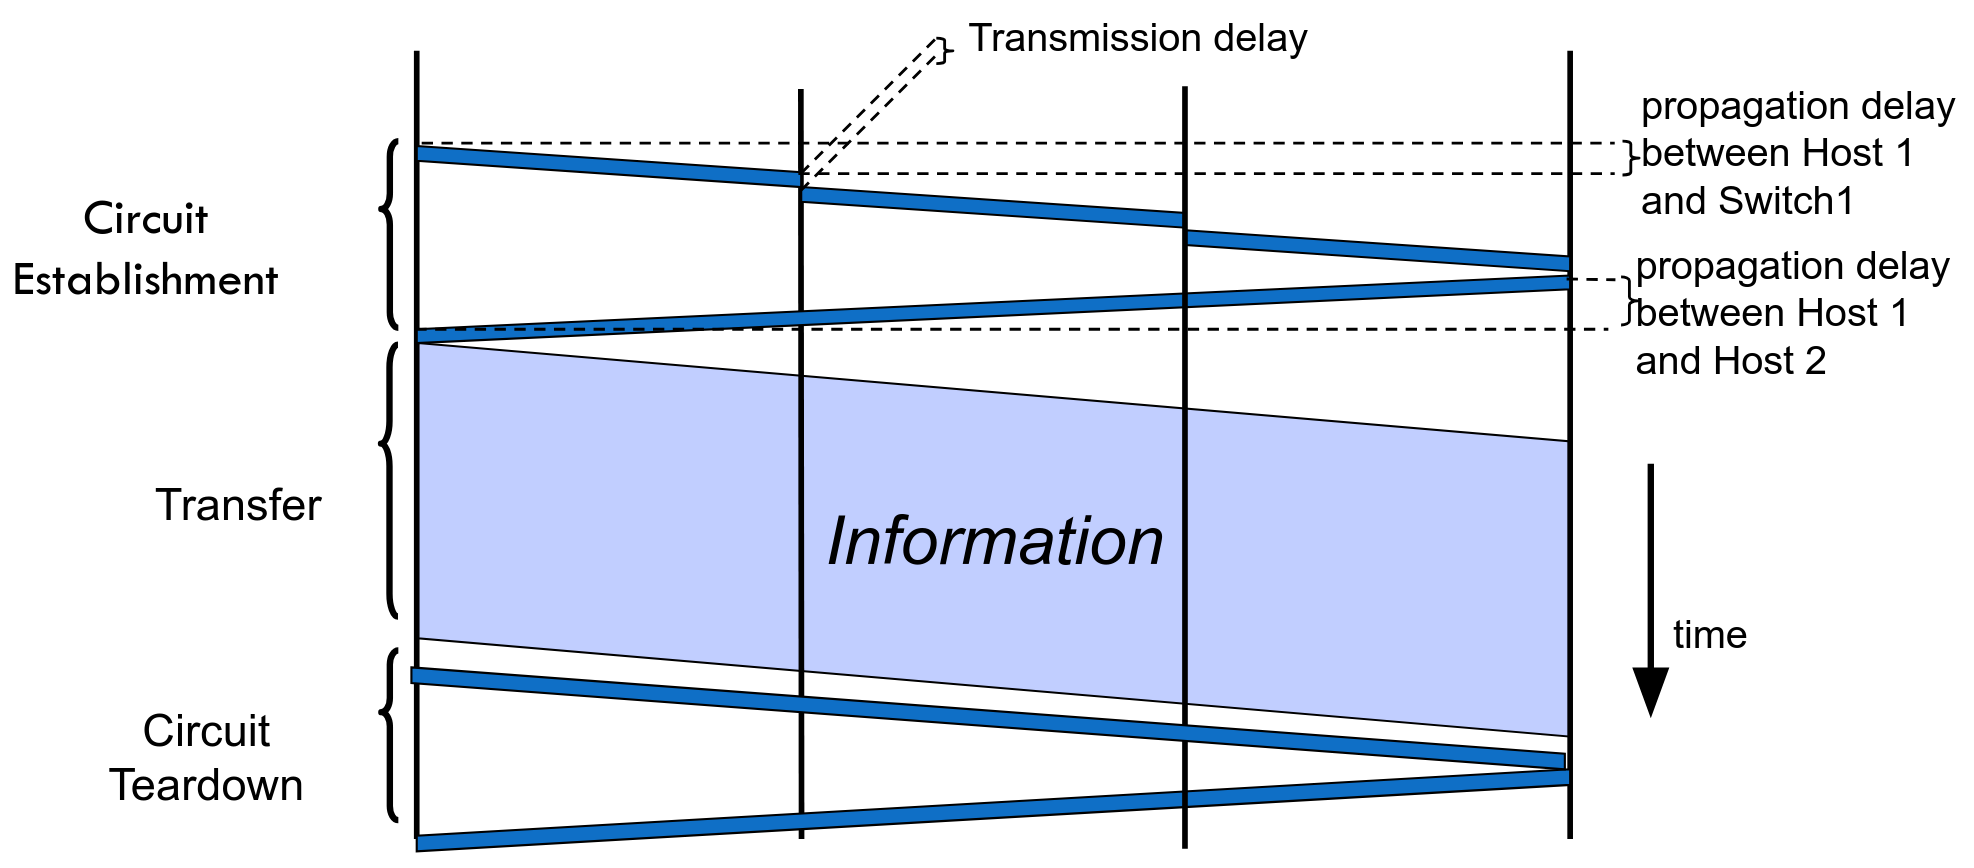 Transmission delay
propagation delay
between Host 1
and Switch1
Circuit
Establishment
propagation delay
between Host 1
and Host 2
Transfer
Information
time
Circuit
Teardown